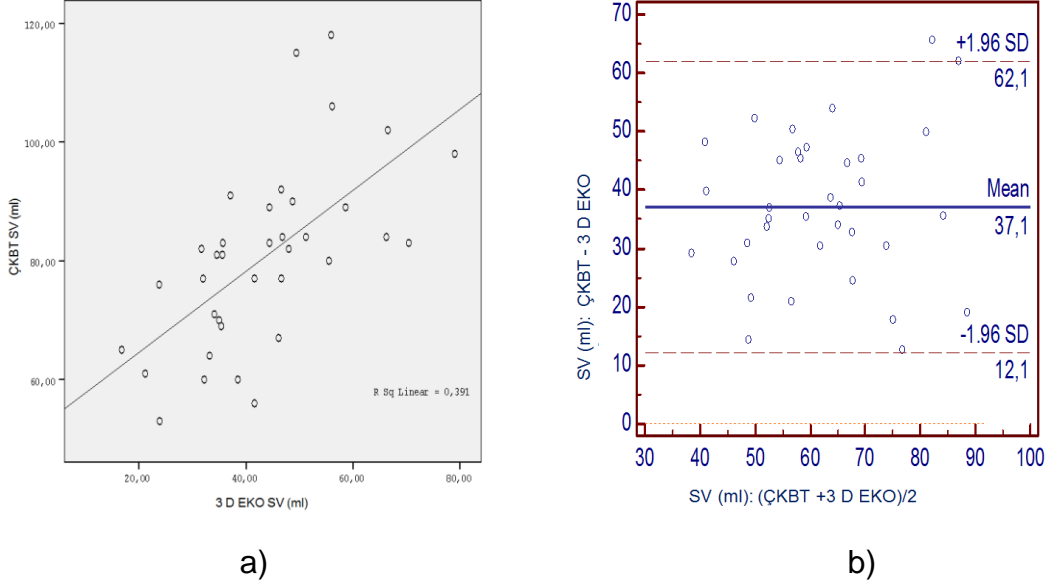 120,00
100,00
80,00
60,00
ÇKBT SV (ml)
R Sq Linear = 0,391
20,00 40,00 60,00 80,00
3 D EKO SV (ml)
a)
70
60
50
40
30
20
10
0
SV (ml): ÇKBT - 3 D EKO
+1.96 SD
62,1
Mean
37,1
-1.96 SD
12,1
30 40 50 60 70 80 90 100
SV (ml): (ÇKBT +3 D EKO)/2
b)